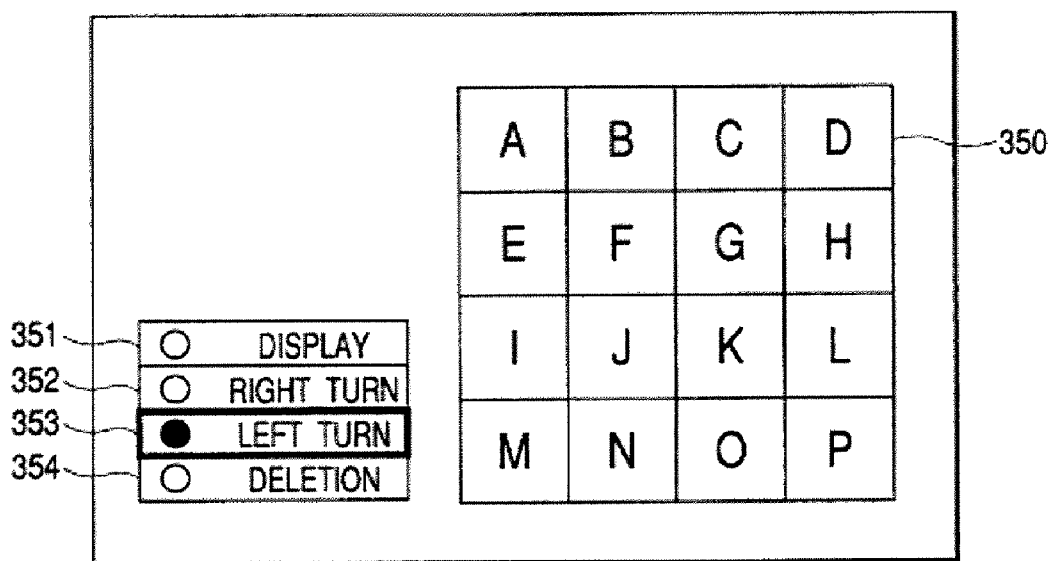 A B C D
350
E F G H
351 DISPLAY
I J K L
352 RIGHT TURN
353 LEFT TURN
M N O P
354 DELETION